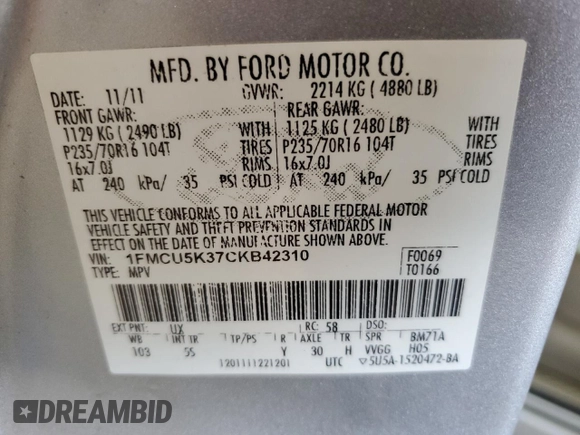 MFD. BY FORD MOTOR CO.
DATE: 11/11 GVWR: 2214 KG ( 4880 LB)
FRONT GAWR: REAR GAWR:
1129 KG ( 2490 LB) WITH 1125 KG ( 2480 LB) WITH
P235/70R16 104T TIRES P235/70R16 104T TIRES
16x7.0J RIMS 16x7.0J RIMS
AT 240 kPa/ 35 PSI COLD AT 240 kPa/ 35 PSI COLD
THIS VEHICLE CONFORMS TO ALL APPLICABLE FEDERAL MOTOR
VEHICLE SAFETY AND THEFT PREVENTION STANDARDS IN
EFFECT ON THE DATE OF MANUFACTURE SHOWN ABOVE.
VIN: 1FMCU5K37CKB42310 F0069
TYPE: MPV T0166
EXT PNT: UX RC: 58 DSO:
WB INT TR TP/PS R AXLE TR SPR BM71A
103 5S Y 30 H VVGG H05
1201111221201 UTC ▽5U5A-1520472-BA
DREAMBID